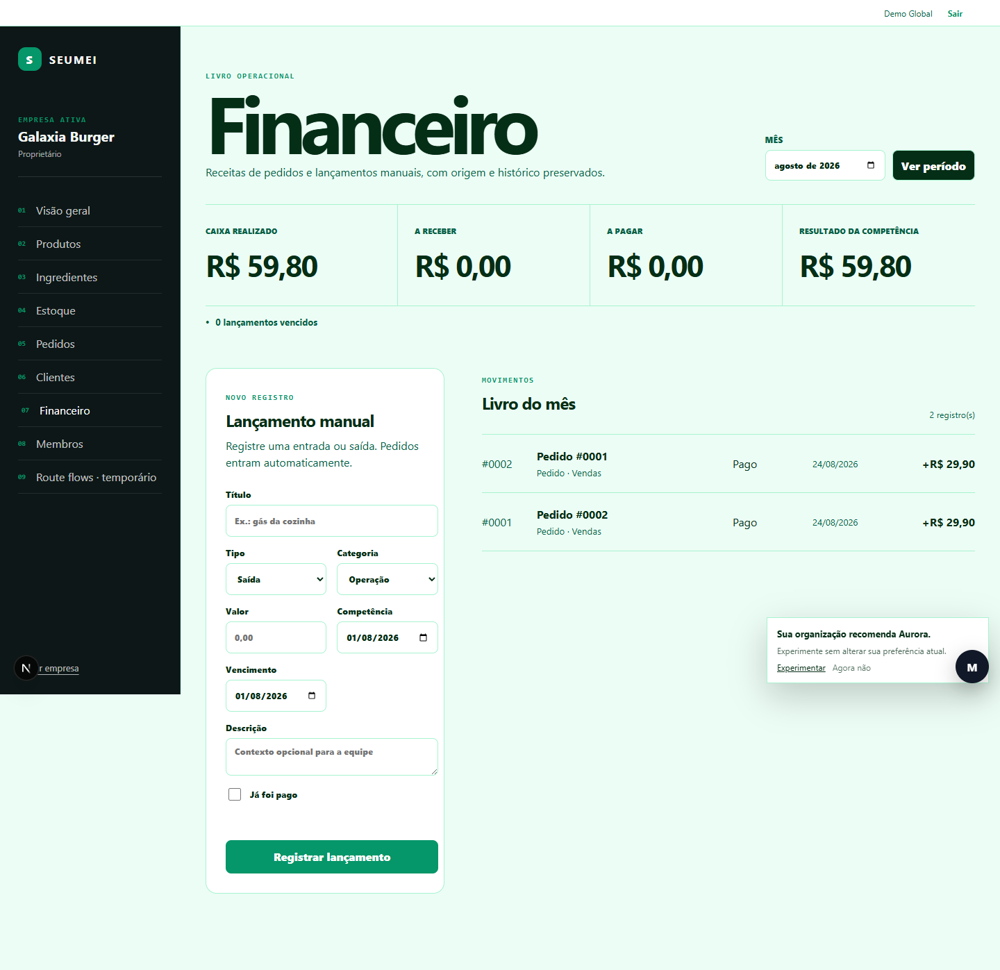 Demo Global Sair
S SEUMEI
EMPRESA ATIVA
Galaxia Burger
Proprietário
01 Visão geral
02 Produtos
03 Ingredientes
04 Estoque
05 Pedidos
06 Clientes
07 Financeiro
08 Membros
09 Route flows · temporário
N
r empresa
LIVRO OPERACIONAL
Financeiro
Receitas de pedidos e lançamentos manuais, com origem e histórico preservados.
MÊS
agosto de 2026 Ver período
CAIXA REALIZADO
R$ 59,80
A RECEBER
R$ 0,00
A PAGAR
R$ 0,00
RESULTADO DA COMPETÊNCIA
R$ 59,80
• 0 lançamentos vencidos
NOVO REGISTRO
Lançamento manual
Registre uma entrada ou saída. Pedidos
entram automaticamente.
Título
Ex.: gás da cozinha
Tipo Categoria
Saída Operação
Valor Competência
0,00 01/08/2026
Vencimento
01/08/2026
Descrição
Contexto opcional para a equipe
Já foi pago
Registrar lançamento
MOVIMENTOS
Livro do mês
2 registro(s)
#0002 Pedido #0001 Pago 24/08/2026 +R$ 29,90
Pedido · Vendas
#0001 Pedido #0002 Pago 24/08/2026 +R$ 29,90
Pedido · Vendas
Sua organização recomenda Aurora.
Experimente sem alterar sua preferência atual.
Experimentar Agora não
M